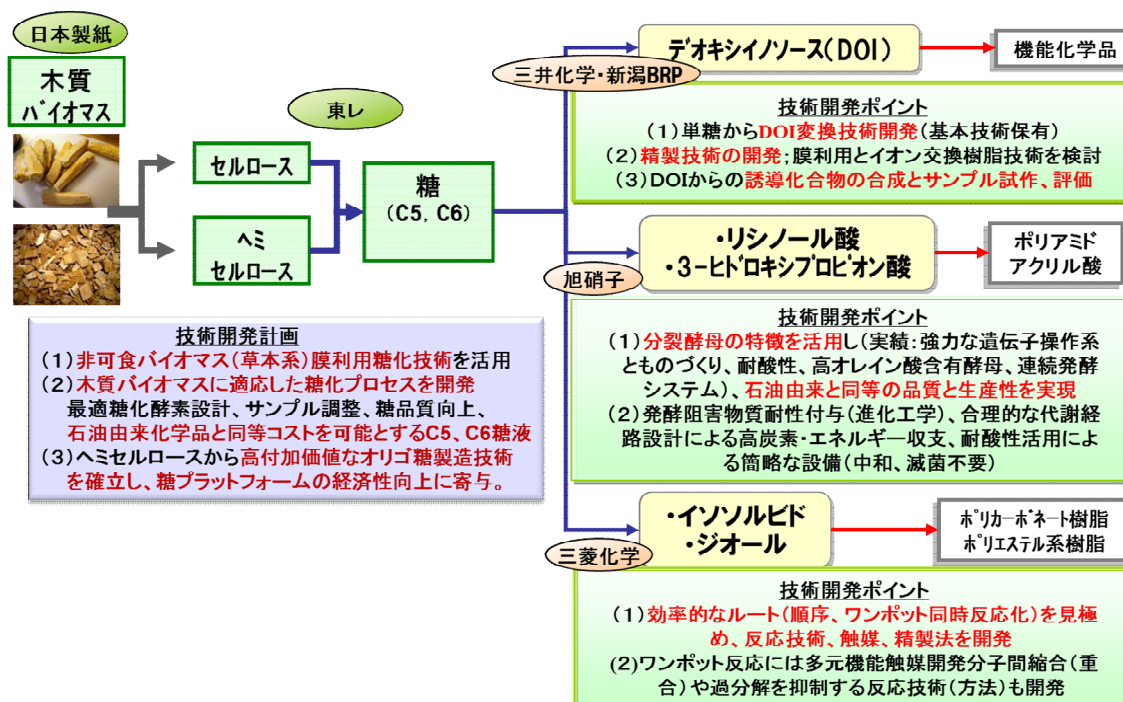 日本製紙
木質
バイオマス
東レ
セルロース
ヘミ
セルロース
糖
(C5, C6)
技術開発計画
(1)非可食バイオマス(草本系)膜利用糖化技術を活用
(2)木質バイオマスに適応した糖化プロセスを開発
最適糖化酵素設計、サンプル調整、糖品質向上、
石油由来化学品と同等コストを可能とするC5、C6糖液
(3)ヘミセルロースから高付加価値なオリゴ糖製造技術
を確立し、糖プラットフォームの経済性向上に寄与。
デオキシイノソース(DOI)
機能化学品
三井化学・新潟BRP
技術開発ポイント
(1)単糖からDOI変換技術開発(基本技術保有)
(2)精製技術の開発;膜利用とイオン交換樹脂技術を検討
(3)DOIからの誘導化合物の合成とサンプル試作、評価
・リシノール酸
・3-ヒドロキシプロピオン酸
ポリアミド
アクリル酸
旭硝子
技術開発ポイント
(1)分裂酵母の特徴を活用し(実績:強力な遺伝子操作系
とものづくり、耐酸性、高オレイン酸含有酵母、連続発酵
システム)、石油由来と同等の品質と生産性を実現
(2)発酵阻害物質耐性付与(進化工学)、合理的な代謝経
路設計による高炭素・エネルギー収支、耐酸性活用によ
る簡略な設備(中和、滅菌不要)
・イソソルビド
・ジオール
ポリカーボネート樹脂
ポリエステル系樹脂
三菱化学
技術開発ポイント
(1)効率的なルート(順序、ワンポット同時反応化)を見極
め、反応技術、触媒、精製法を開発
(2)ワンポット反応には多元機能触媒開発分子間縮合(重
合)や過分解を抑制する反応技術(方法)も開発